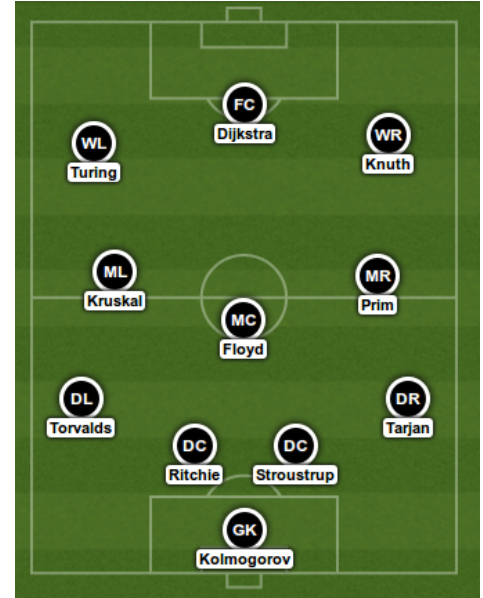 FC
Dijkstra
WL
Turing
WR
Knuth
ML
Kruskal
MR
Prim
MC
Floyd
DL
Torvalds
DR
Tarjan
DC
Ritchie
DC
Stroustrup
GK
Kolmogorov